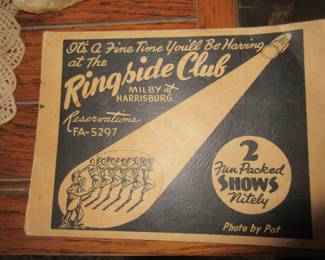 It's A Fine Time You'll Be Having
at the
Ringside Club
MILBY at
HARRISBURG
Reservations
FA-5297
2
Fun Packed
SHOWS
Nitely
Photo by Pat